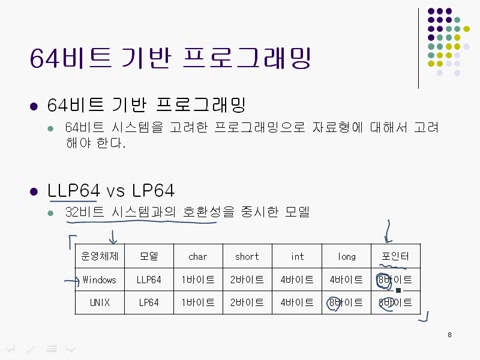 64비트 기반 프로그래밍
64비트 기반 프로그래밍
64비트 시스템을 고려한 프로그래밍으로 자료형에 대해서 고려
해야 한다.
LLP64 vs LP64
32비트 시스템과의 호환성을 중시한 모델
운영체제 모델 char short int long 포인터
Windows LLP64 1바이트 2바이트 4바이트 4바이트 8바이트
UNIX LP64 1바이트 2바이트 4바이트 8바이트 8바이트
8